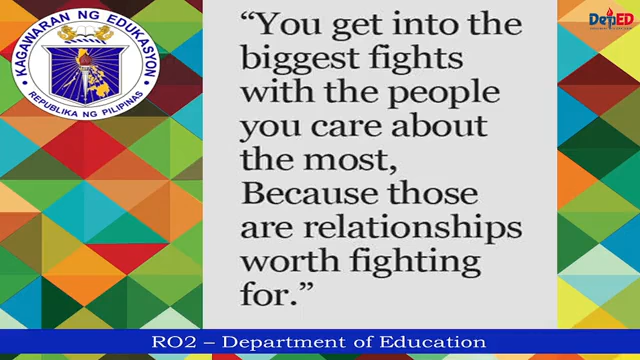 KAGAWARAN NG EDUKASYON
REPUBLIKA NG PILIPINAS
DepED
“You get into the
biggest fights
with the people
you care about
the most,
Because those
are relationships
worth fighting
for.”
RO2 – Department of Education